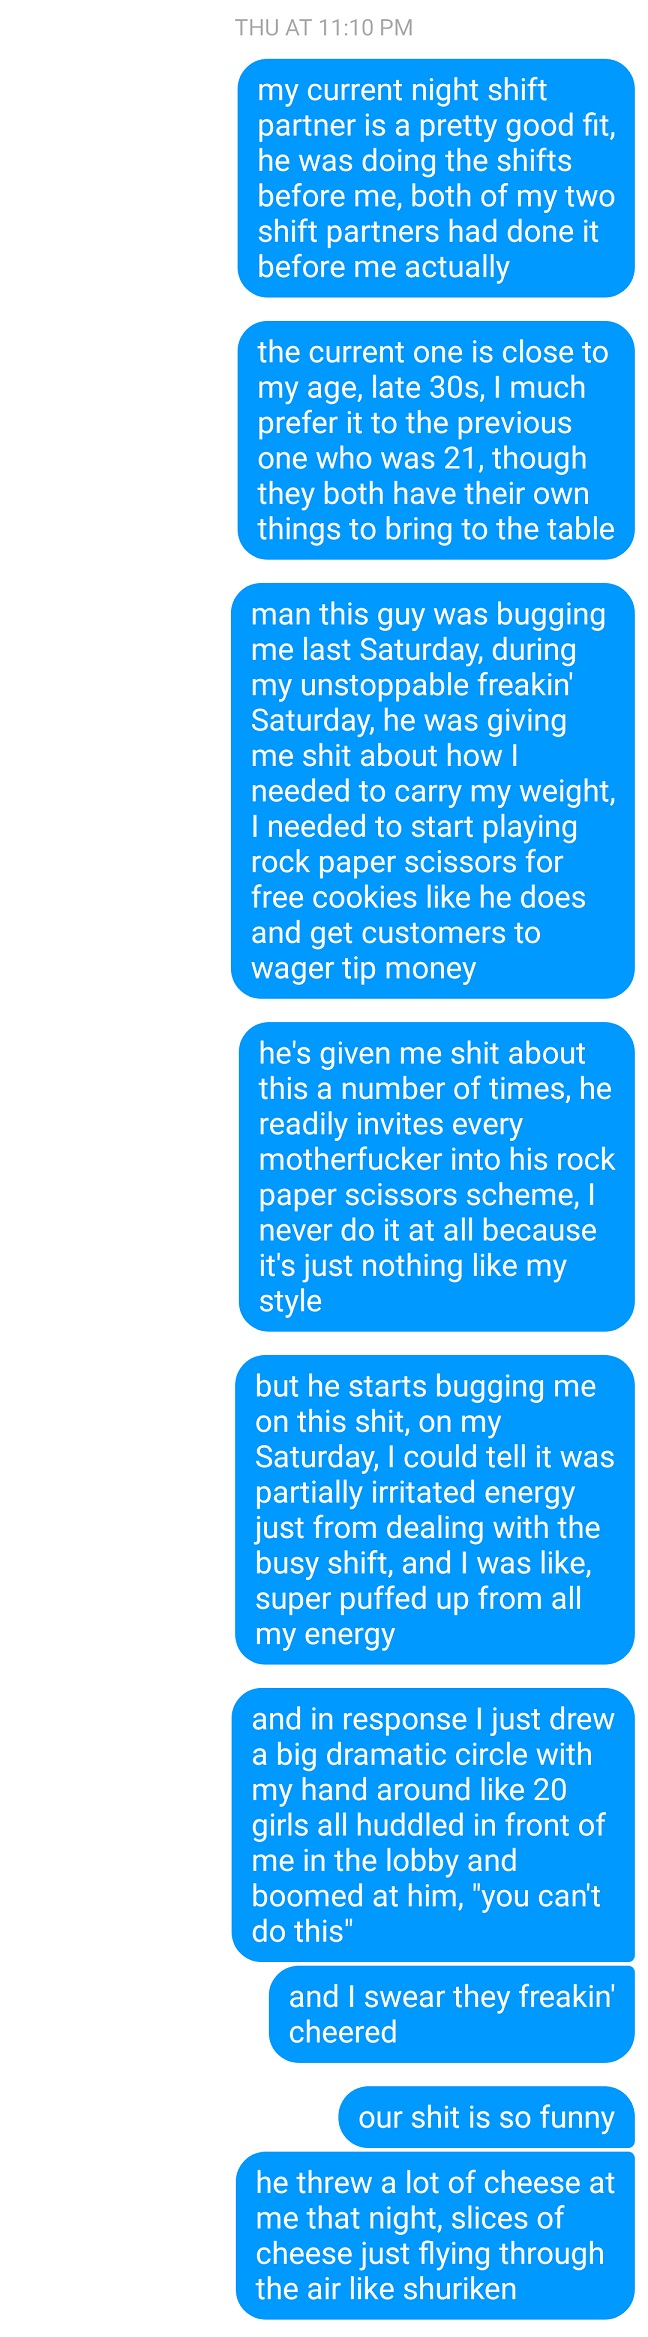 THU AT 11:10 PM
my current night shift
partner is a pretty good fit,
he was doing the shifts
before me, both of my two
shift partners had done it
before me actually
the current one is close to
my age, late 30s, I much
prefer it to the previous
one who was 21, though
they both have their own
things to bring to the table
man this guy was bugging
me last Saturday, during
my unstoppable freakin'
Saturday, he was giving
me shit about how I
needed to carry my weight,
I needed to start playing
rock paper scissors for
free cookies like he does
and get customers to
wager tip money
he's given me shit about
this a number of times, he
readily invites every
motherfucker into his rock
paper scissors scheme, I
never do it at all because
it's just nothing like my
style
but he starts bugging me
on this shit, on my
Saturday, I could tell it was
partially irritated energy
just from dealing with the
busy shift, and I was like,
super puffed up from all
my energy
and in response I just drew
a big dramatic circle with
my hand around like 20
girls all huddled in front of
me in the lobby and
boomed at him, "you can't
do this"
and I swear they freakin'
cheered
our shit is so funny
he threw a lot of cheese at
me that night, slices of
cheese just flying through
the air like shuriken